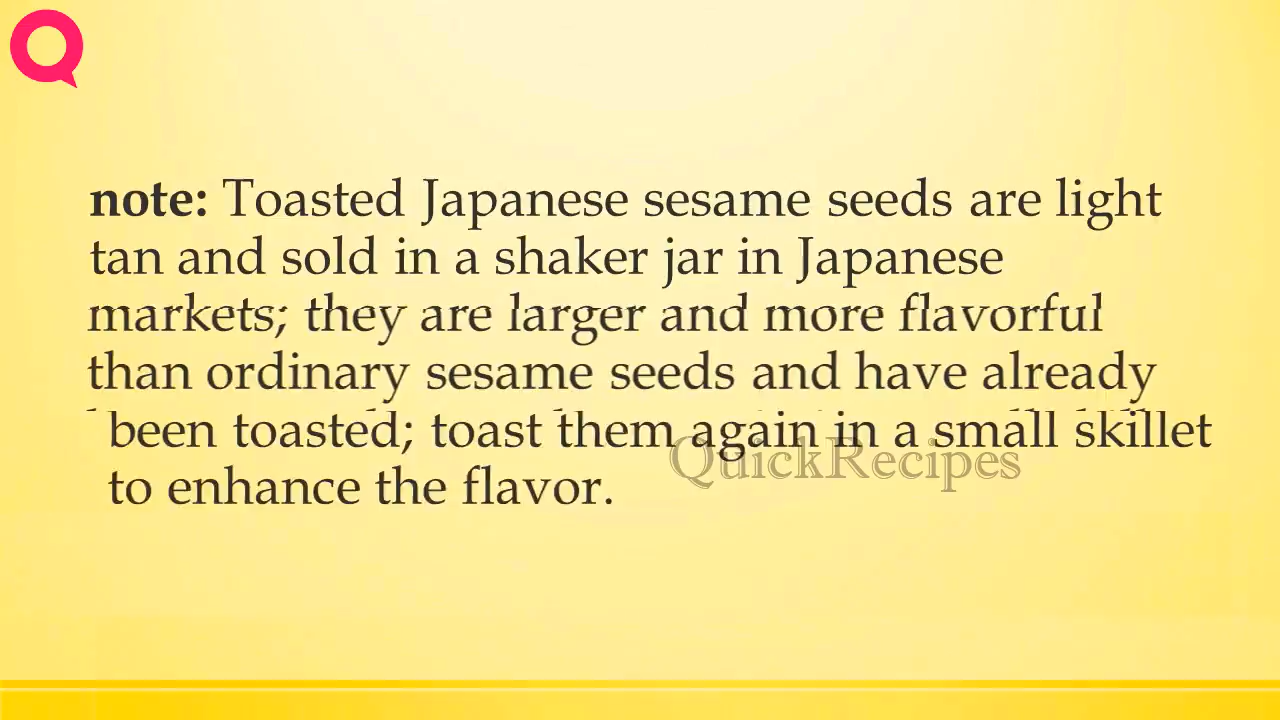 note: Toasted Japanese sesame seeds are light
tan and sold in a shaker jar in Japanese
markets; they are larger and more flavorful
than ordinary sesame seeds and have already
been toasted; toast them again in a small skillet
to enhance the flavor.
QuickRecipes